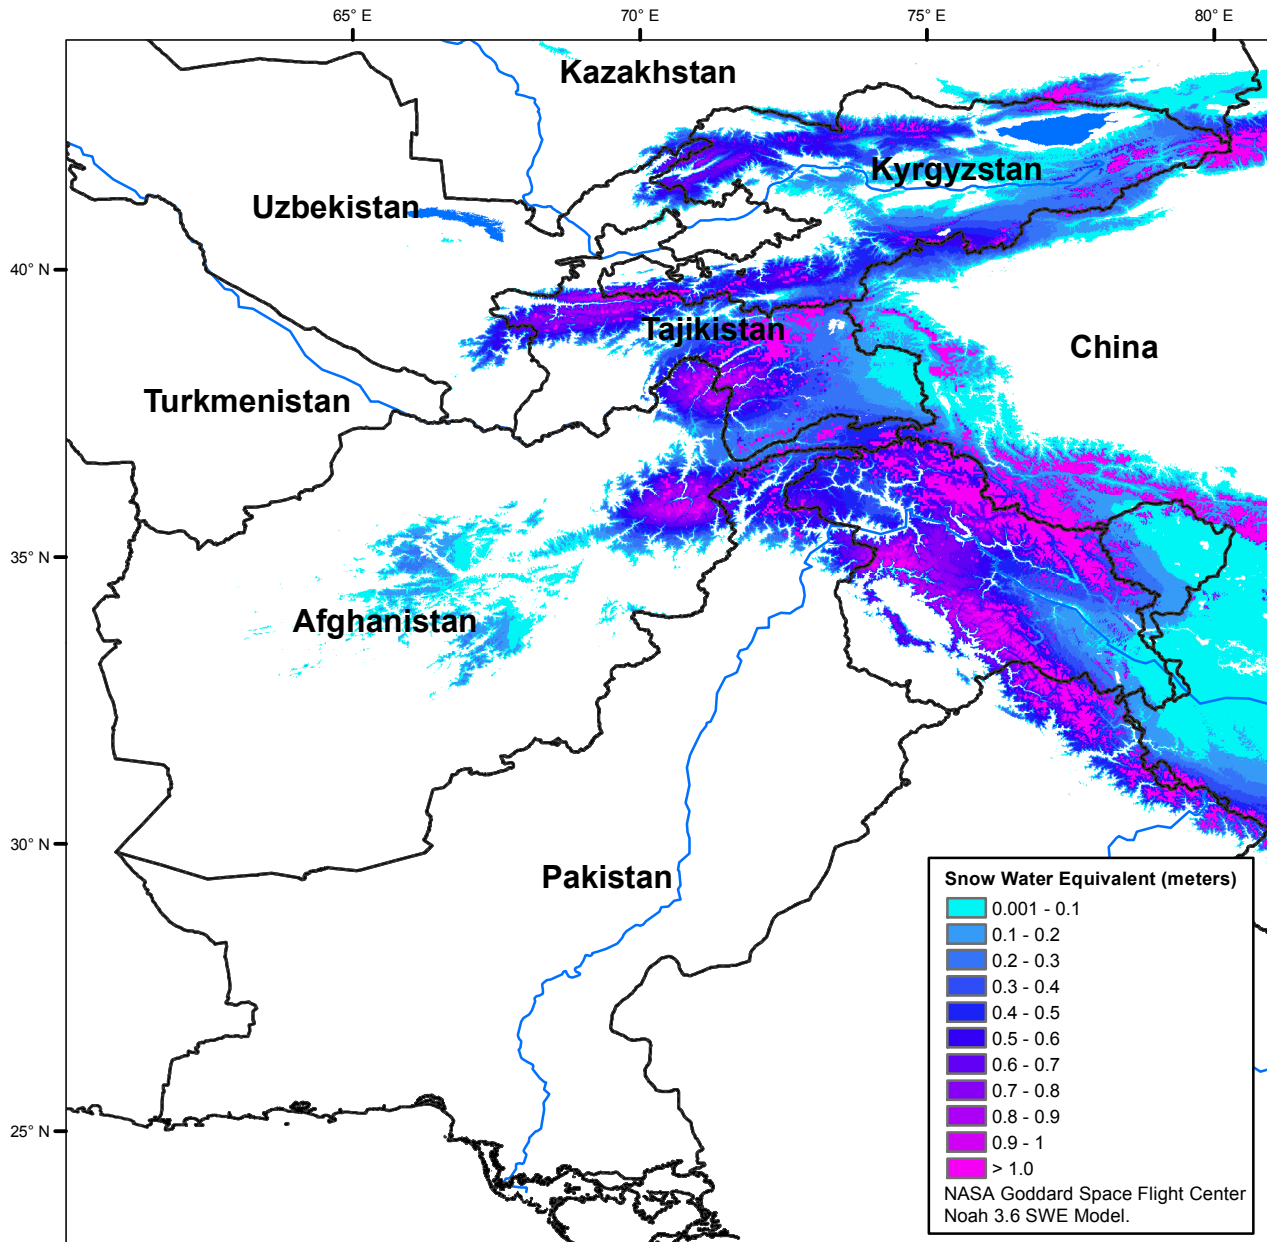 65° E
70° E
75° E
80° E
Kazakhstan
Kyrgyzstan
Uzbekistan
40° N
Tajikistan
China
Turkmenistan
35° N
Afghanistan
30° N
Pakistan
25° N
Snow Water Equivalent (meters)
0.001 - 0.1
0.1 - 0.2
0.2 - 0.3
0.3 - 0.4
0.4 - 0.5
0.5 - 0.6
0.6 - 0.7
0.7 - 0.8
0.8 - 0.9
0.9 - 1
> 1.0
NASA Goddard Space Flight Center
Noah 3.6 SWE Model.